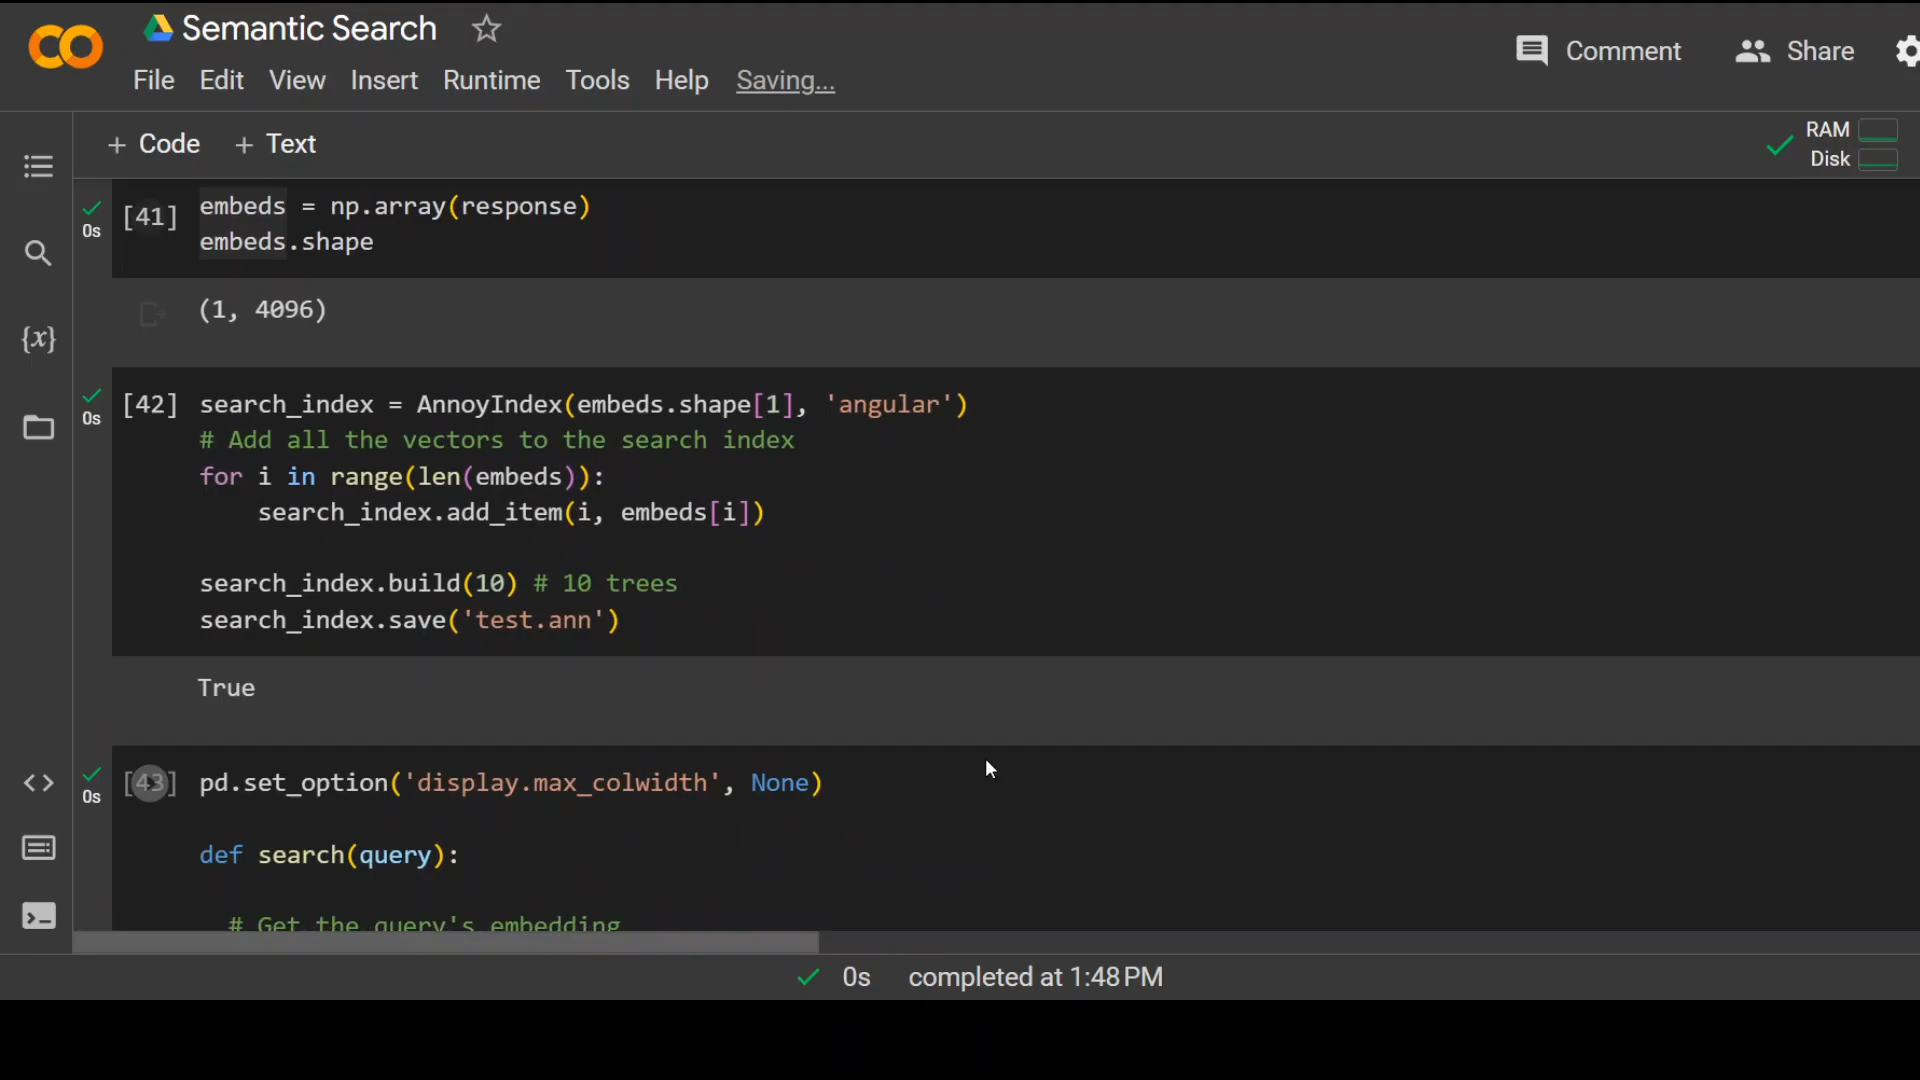 Semantic Search
Comment
Share
File Edit View Insert Runtime Tools Help Saving...
+ Code + Text
RAM
Disk
0s
[41] embeds = np.array(response)
embeds.shape
(1, 4096)
{x}
0s
[42] search_index = AnnoyIndex(embeds.shape[1], 'angular')
# Add all the vectors to the search index
for i in range(len(embeds)):
    search_index.add_item(i, embeds[i])
search_index.build(10) # 10 trees
search_index.save('test.ann')
True
0s
[43] pd.set_option('display.max_colwidth', None)
def search(query):
  # Get the query's embedding
0s completed at 1:48 PM